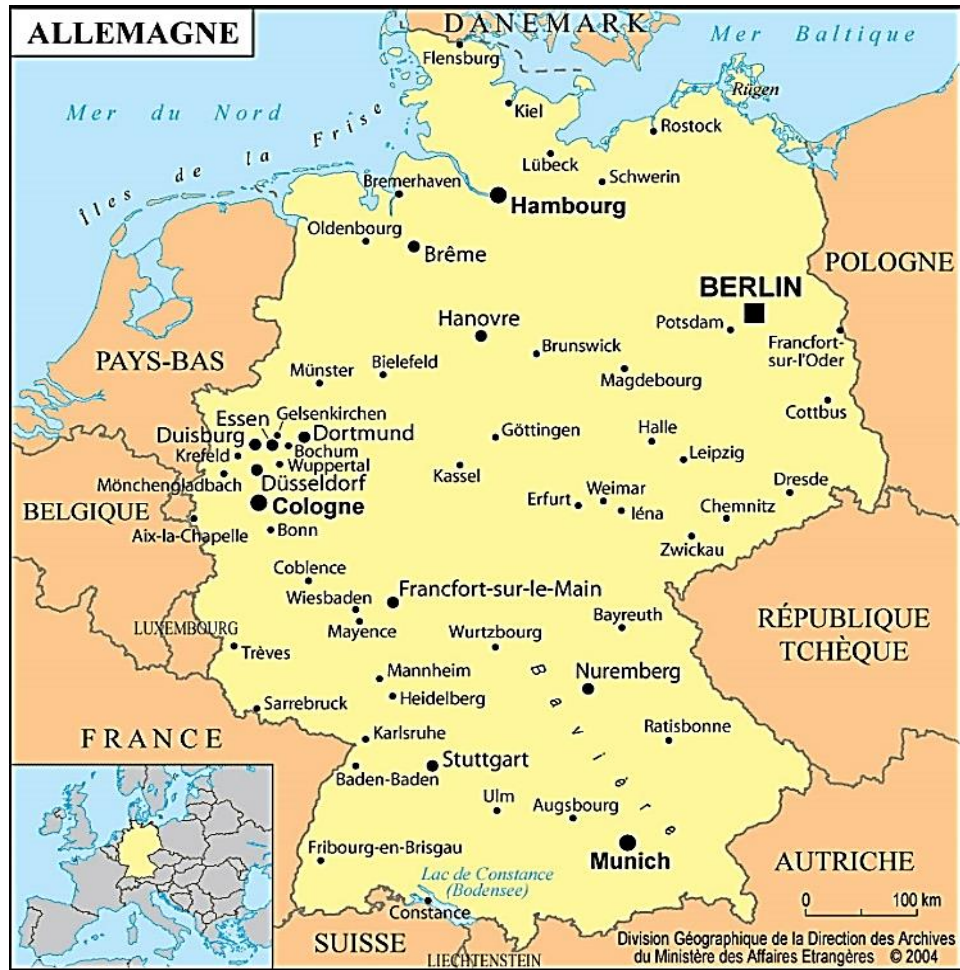 ALLEMAGNE
DANEMARK
Mer Baltique
Flensburg
Mer du Nord
Kiel
Rügen
Rostock
Îles de la Frise
Lübeck
Schwerin
Bremerhaven
Hambourg
Oldenbourg
Brême
POLOGNE
BERLIN
Hanovre
Potsdam
Francfort-
sur-l'Oder
Brunswick
PAYS-BAS
Bielefeld
Münster
Magdebourg
Cottbus
Essen
Gelsenkirchen
Duisburg
Dortmund
Göttingen
Halle
Krefeld
Bochum
Leipzig
Wuppertal
Mönchengladbach
Düsseldorf
Kassel
Dresde
BELGIQUE
Cologne
Erfurt
Weimar
Iéna
Chemnitz
Aix-la-Chapelle
Bonn
Zwickau
Coblence
Francfort-sur-le-Main
Wiesbaden
Bayreuth
RÉPUBLIQUE
TCHÈQUE
LUXEMBOURG
Mayence
Wurtzbourg
Trèves
Mannheim
Nuremberg
Heidelberg
Bavière
Sarrebruck
Ratisbonne
FRANCE
Karlsruhe
Stuttgart
Baden-Baden
Ulm
Augsbourg
Fribourg-en-Brisgau
Munich
AUTRICHE
Lac de Constance
(Bodensee)
Constance
0 100 km
SUISSE
LIECHTENSTEIN
Division Géographique de la Direction des Archives
du Ministère des Affaires Etrangères © 2004